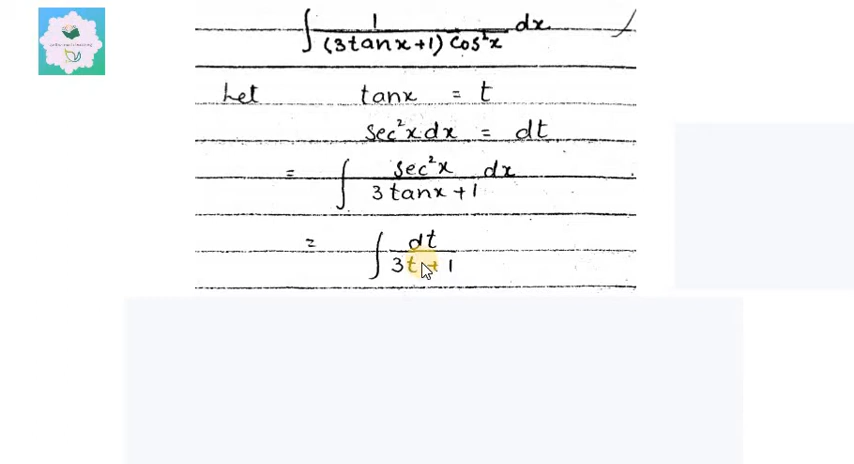 ∫ 1 / (3tanx+1) Cos²x dx
Let tanx = t
sec²x dx = dt
= ∫ sec²x / 3tanx+1 dx
= ∫ dt / 3t+1